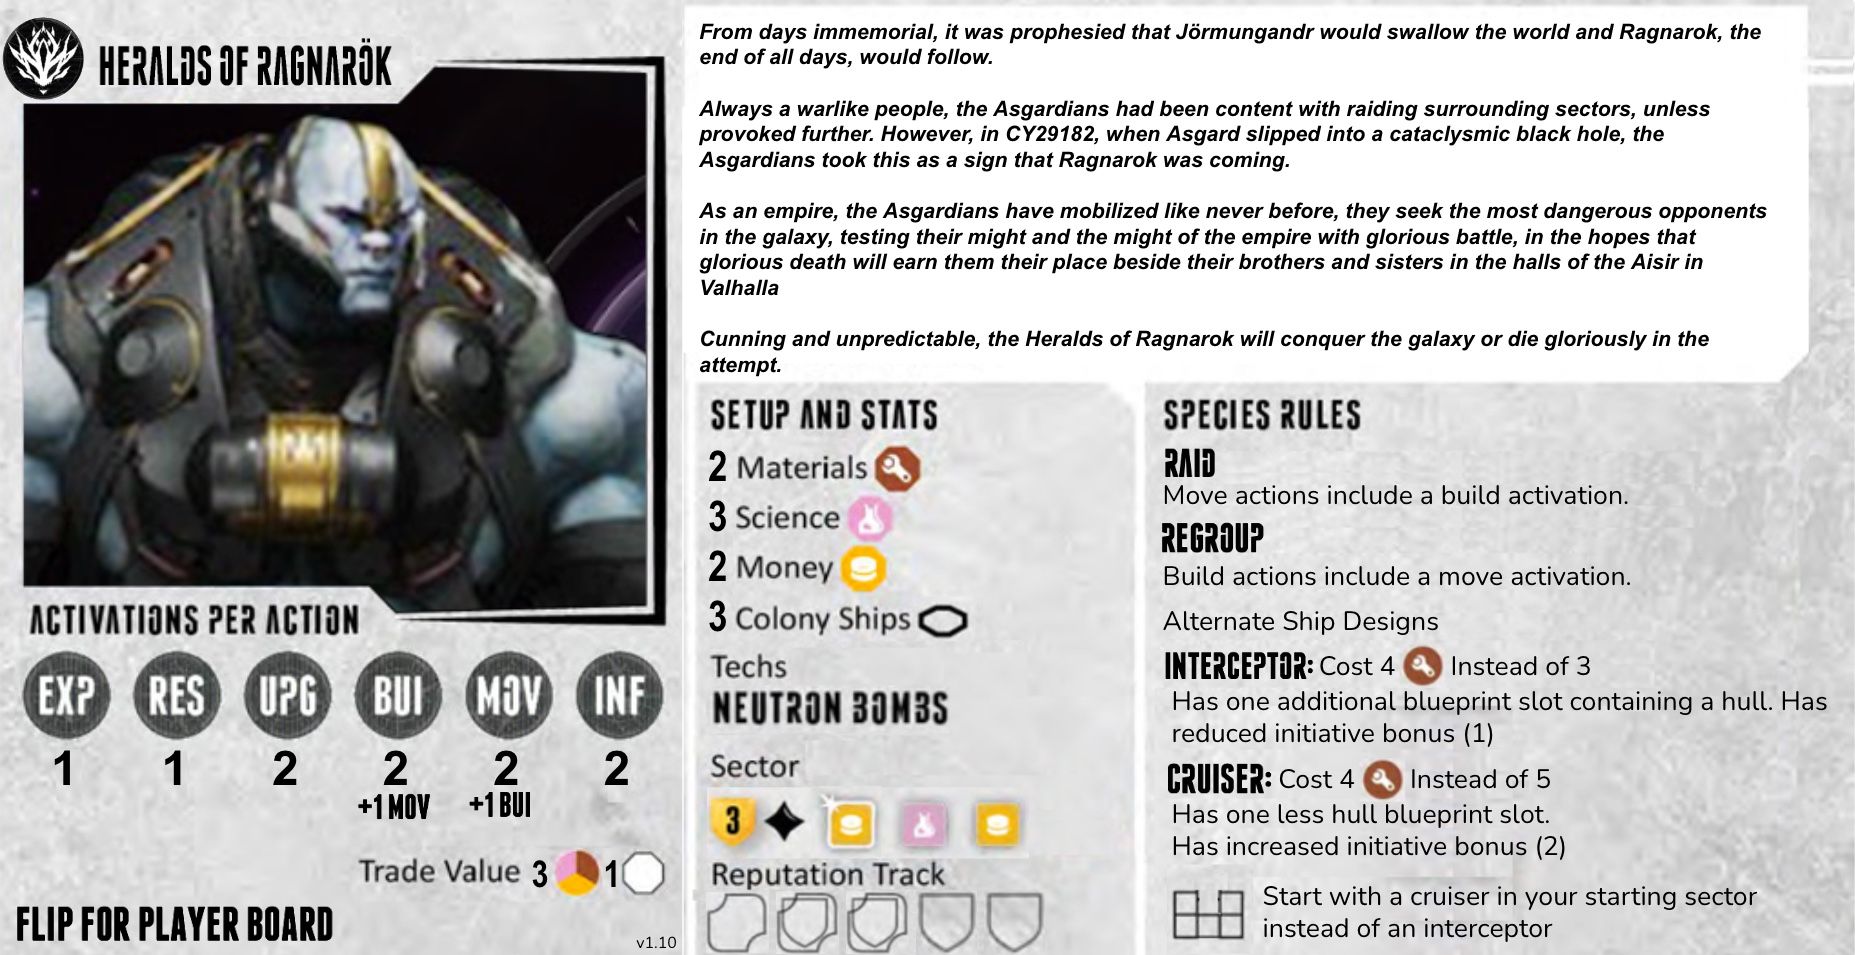 HERALDS OF RAGNARÖK
From days immemorial, it was prophesied that Jörmungandr would swallow the world and Ragnarok, the
end of all days, would follow.
Always a warlike people, the Asgardians had been content with raiding surrounding sectors, unless
provoked further. However, in CY29182, when Asgard slipped into a cataclysmic black hole, the
Asgardians took this as a sign that Ragnarok was coming.
As an empire, the Asgardians have mobilized like never before, they seek the most dangerous opponents
in the galaxy, testing their might and the might of the empire with glorious battle, in the hopes that
glorious death will earn them their place beside their brothers and sisters in the halls of the Aisir in
Valhalla
Cunning and unpredictable, the Heralds of Ragnarok will conquer the galaxy or die gloriously in the
attempt.
ACTIVATIONS PER ACTION
EXP RES UPG BUI MOV INF
1 1 2 2 2 2
+1 MOV +1 BUI
Trade Value 3 1
FLIP FOR PLAYER BOARD
v1.10
SETUP AND STATS
2 Materials
3 Science
2 Money
3 Colony Ships
Techs
NEUTRON BOMBS
Sector
3
Reputation Track
SPECIES RULES
RAID
Move actions include a build activation.
REGROUP
Build actions include a move activation.
Alternate Ship Designs
INTERCEPTOR: Cost 4 Instead of 3
Has one additional blueprint slot containing a hull. Has
reduced initiative bonus (1)
CRUISER: Cost 4 Instead of 5
Has one less hull blueprint slot.
Has increased initiative bonus (2)
Start with a cruiser in your starting sector
instead of an interceptor